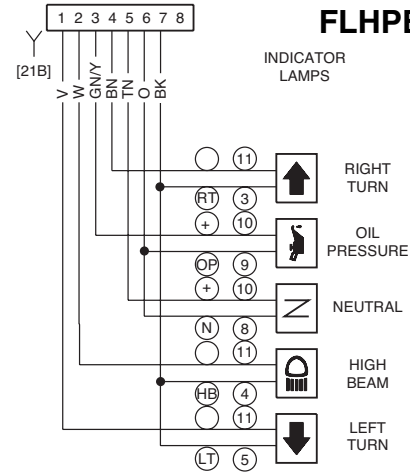 FLHPE
1 2 3 4 5 6 7 8
[21B]
V W GN/Y BN TN O BK
INDICATOR
LAMPS
11
RIGHT
TURN
RT 3
+ 10
OIL
PRESSURE
OP 9
+ 10
NEUTRAL
N 8
11
HIGH
BEAM
HB 4
11
LEFT
TURN
LT 5